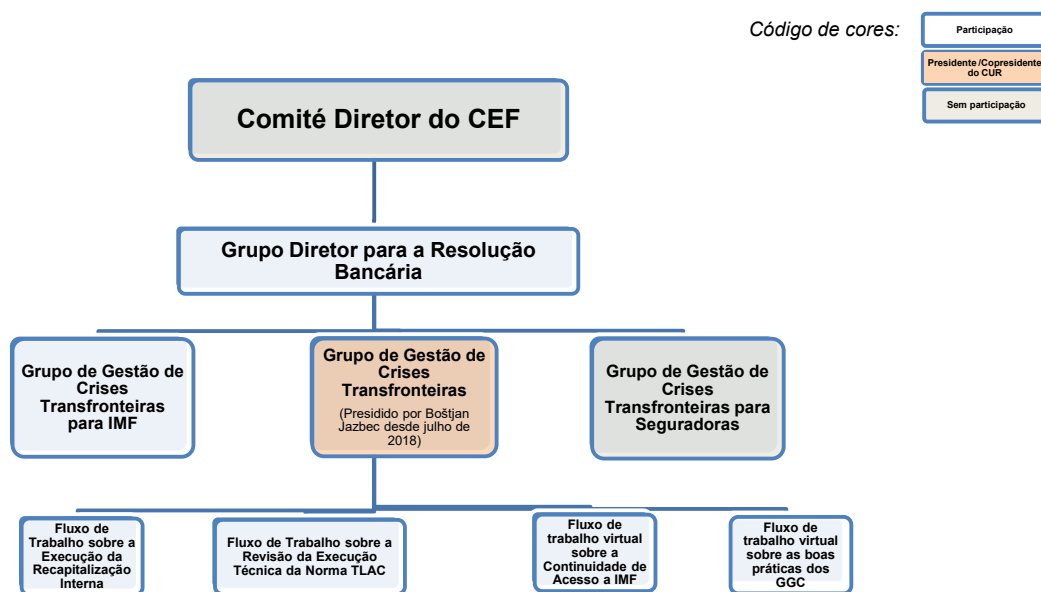 Código de cores:
Participação
Presidente/Copresidente
do CUR
Sem participação
Comité Diretor do CEF
Grupo Diretor para a Resolução
Bancária
Grupo de Gestão de
Crises
Transfronteiras
para IMF
Grupo de Gestão de
Crises
Transfronteiras
(Presidido por Boštjan
Jazbec desde julho de
2018)
Grupo de Gestão de
Crises
Transfronteiras para
Seguradoras
Fluxo de
Trabalho sobre a
Execução da
Recapitalização
Interna
Fluxo de Trabalho sobre a
Revisão da Execução
Técnica da Norma TLAC
Fluxo de
trabalho virtual
sobre a
Continuidade de
Acesso a IMF
Fluxo de
trabalho virtual
sobre as boas
práticas dos
GGC